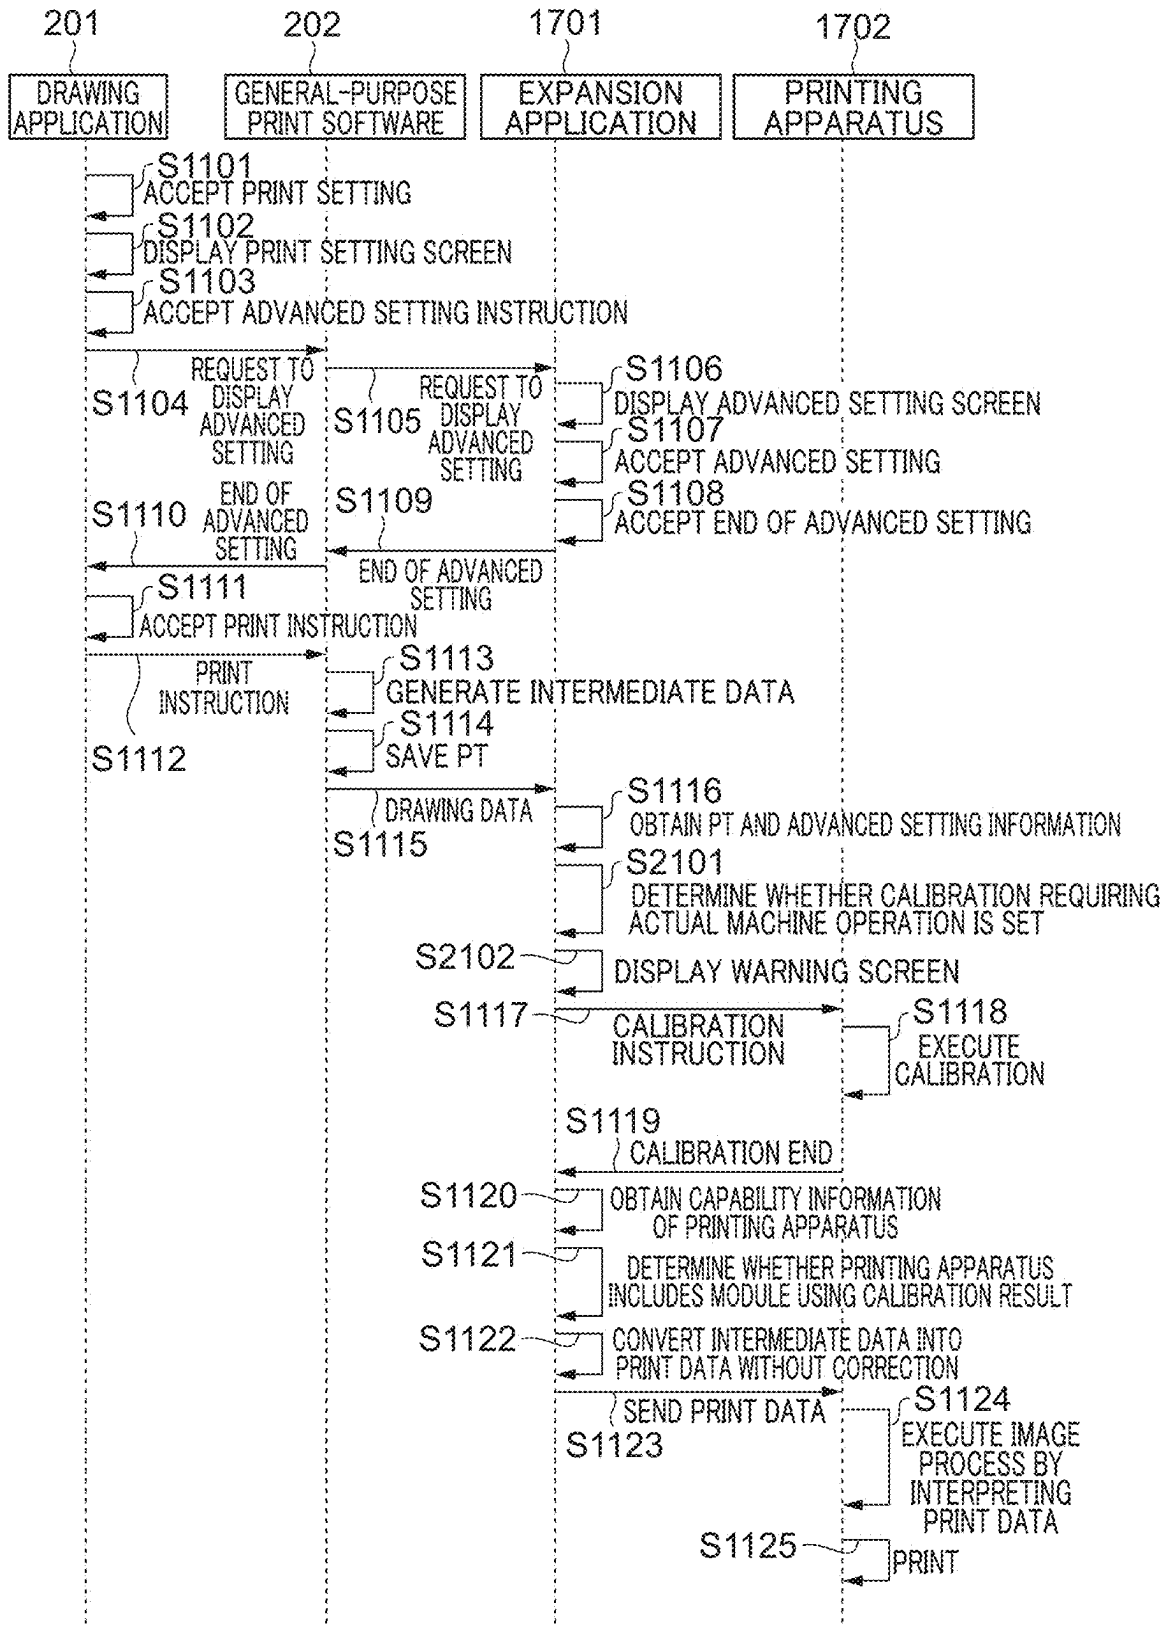 201
202
1701
1702
DRAWING
APPLICATION
GENERAL-PURPOSE
PRINT SOFTWARE
EXPANSION
APPLICATION
PRINTING
APPARATUS
S1101
ACCEPT PRINT SETTING
S1102
DISPLAY PRINT SETTING SCREEN
S1103
ACCEPT ADVANCED SETTING INSTRUCTION
S1104
REQUEST TO
DISPLAY
ADVANCED
SETTING
S1105
REQUEST TO
DISPLAY
ADVANCED
SETTING
S1106
DISPLAY ADVANCED SETTING SCREEN
S1107
ACCEPT ADVANCED SETTING
S1108
ACCEPT END OF ADVANCED SETTING
S1109
END OF ADVANCED
SETTING
S1110
END OF
ADVANCED
SETTING
S1111
ACCEPT PRINT INSTRUCTION
PRINT
INSTRUCTION
S1112
S1113
GENERATE INTERMEDIATE DATA
S1114
SAVE PT
DRAWING DATA
S1115
S1116
OBTAIN PT AND ADVANCED SETTING INFORMATION
S2101
DETERMINE WHETHER CALIBRATION REQUIRING
ACTUAL MACHINE OPERATION IS SET
S2102
DISPLAY WARNING SCREEN
S1117
CALIBRATION
INSTRUCTION
S1118
EXECUTE
CALIBRATION
S1119
CALIBRATION END
S1120
OBTAIN CAPABILITY INFORMATION
OF PRINTING APPARATUS
S1121
DETERMINE WHETHER PRINTING APPARATUS
INCLUDES MODULE USING CALIBRATION RESULT
S1122
CONVERT INTERMEDIATE DATA INTO
PRINT DATA WITHOUT CORRECTION
SEND PRINT DATA
S1123
S1124
EXECUTE IMAGE
PROCESS BY
INTERPRETING
PRINT DATA
S1125
PRINT